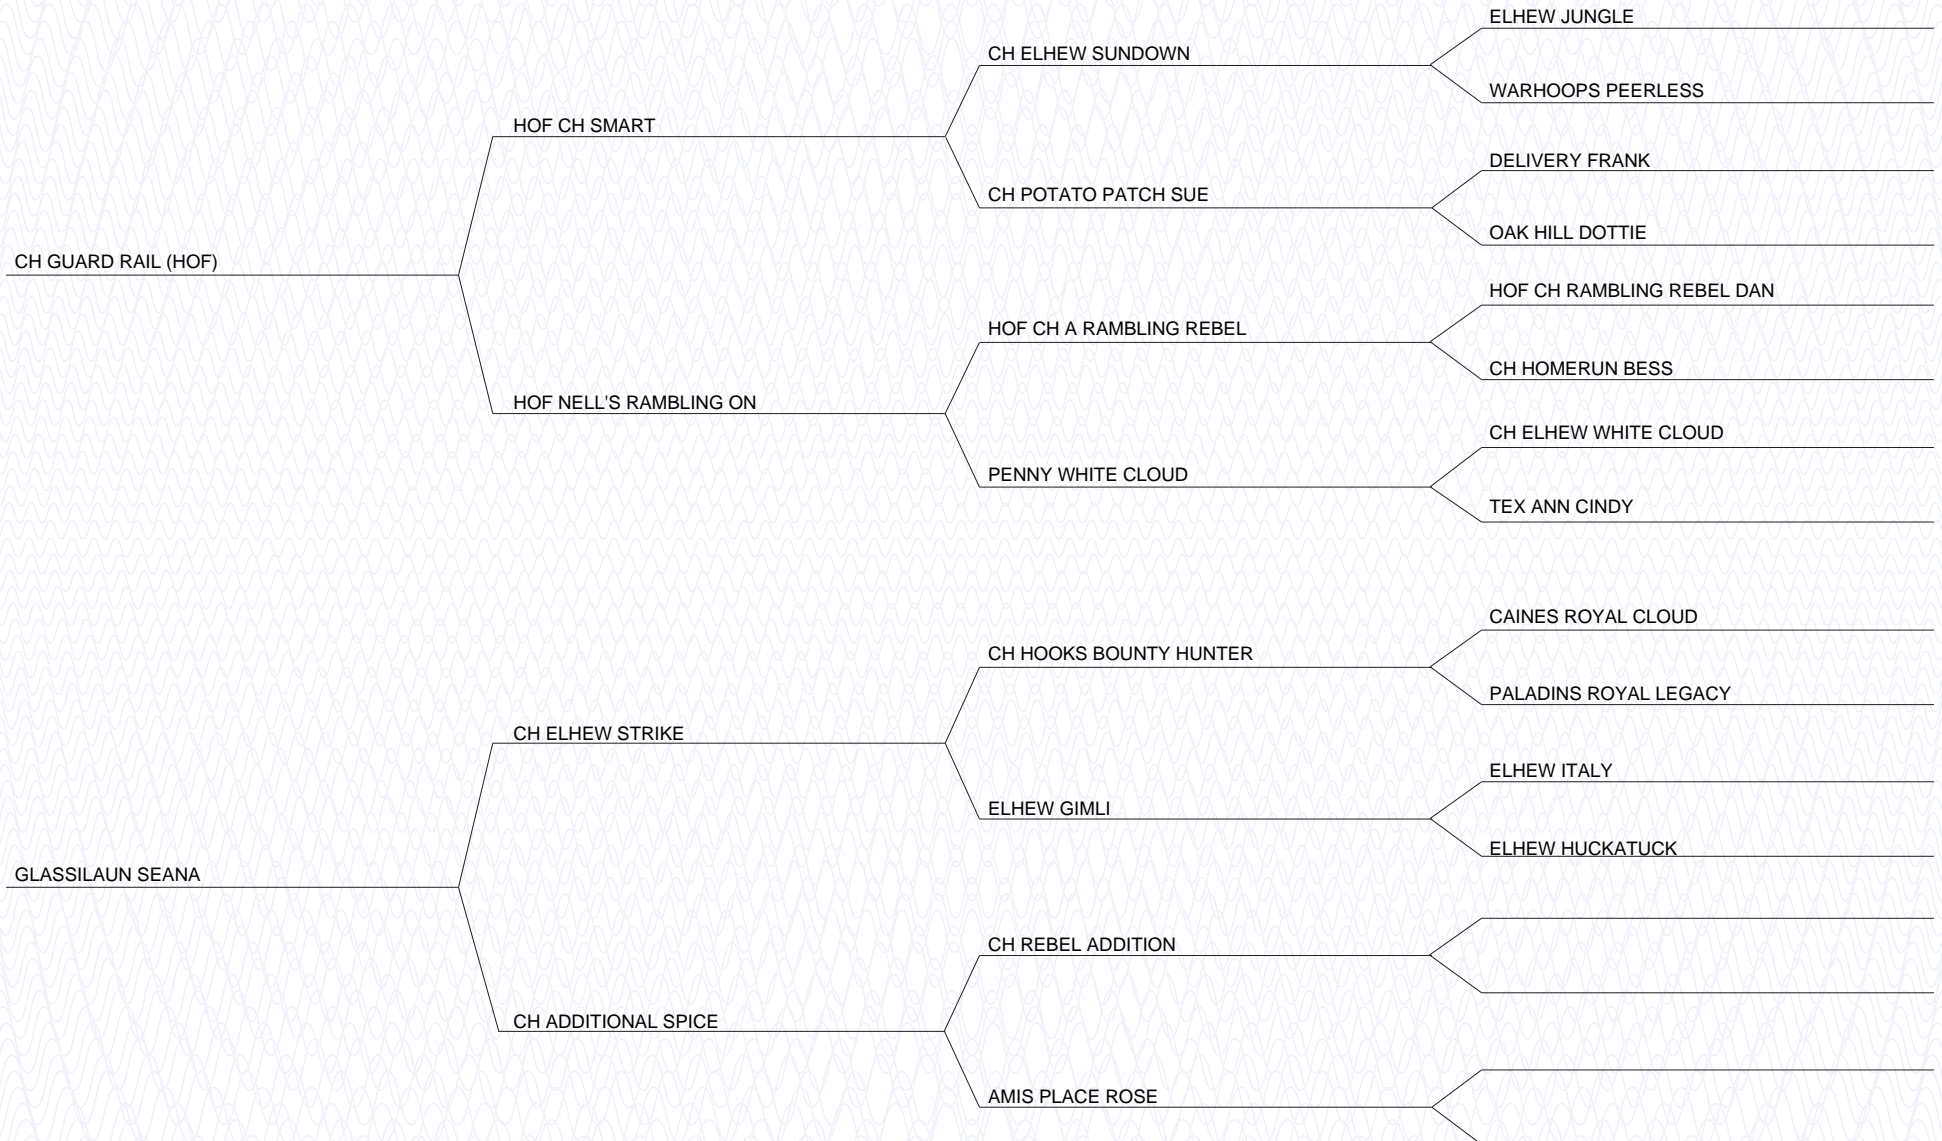 ELHEW JUNGLE
CH ELHEW SUNDOWN
WARHOOPS PEERLESS
HOF CH SMART
DELIVERY FRANK
CH POTATO PATCH SUE
OAK HILL DOTTIE
CH GUARD RAIL (HOF)
HOF CH RAMBLING REBEL DAN
HOF CH A RAMBLING REBEL
CH HOMERUN BESS
HOF NELL'S RAMBLING ON
CH ELHEW WHITE CLOUD
PENNY WHITE CLOUD
TEX ANN CINDY
CAINES ROYAL CLOUD
CH HOOKS BOUNTY HUNTER
PALADINS ROYAL LEGACY
CH ELHEW STRIKE
ELHEW ITALY
ELHEW GIMLI
ELHEW HUCKATUCK
GLASSILAUN SEANA
CH REBEL ADDITION
CH ADDITIONAL SPICE
AMIS PLACE ROSE